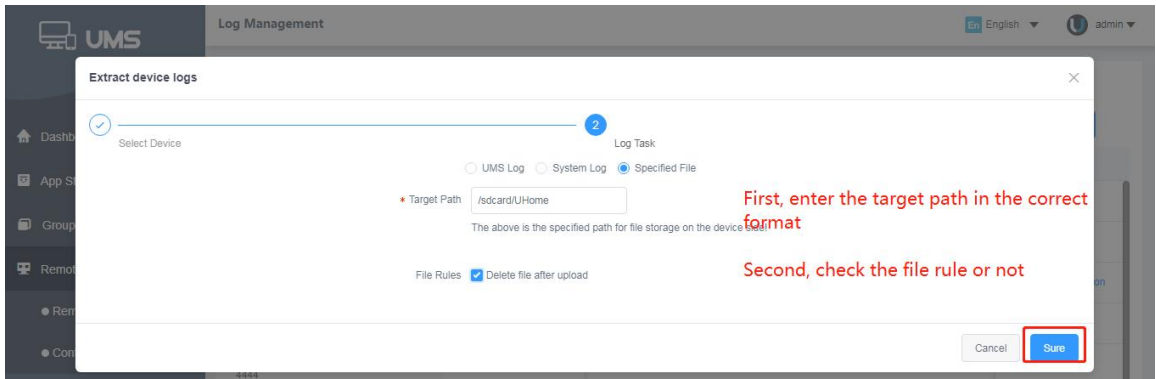 UMS
Log Management
En English
admin
Extract device logs
Select Device
2
Log Task
UMS Log
System Log
Specified File
* Target Path
/sdcard/UHome
The above is the specified path for file storage on the device side!
First, enter the target path in the correct
format
File Rules
Delete file after upload
Second, check the file rule or not
Cancel
Sure
Dashb
App St
Group
Remot
Rem
Con
on
4444